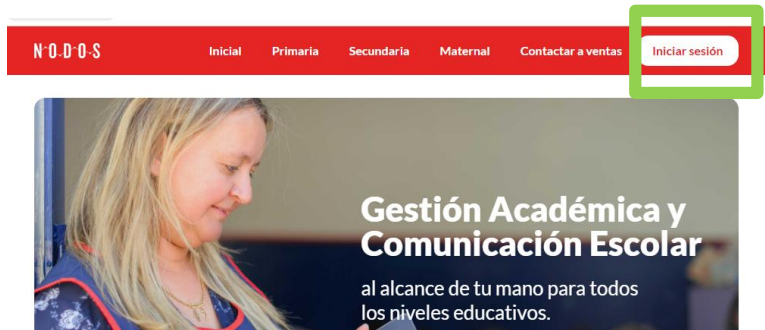 N·O·D·O·S
Inicial Primaria Secundaria Maternal Contactar a ventas Iniciar sesión
Gestión Académica y
Comunicación Escolar
al alcance de tu mano para todos
los niveles educativos.